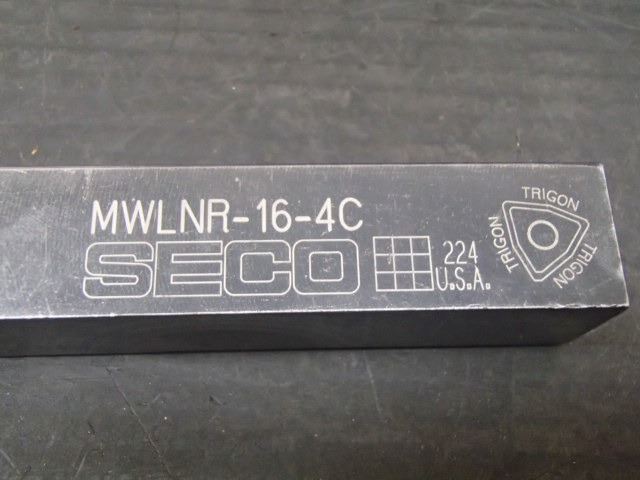 MWLNR-16-4C
SECO
224
U.S.A.
TRIGON
TRIGON
TRIGON